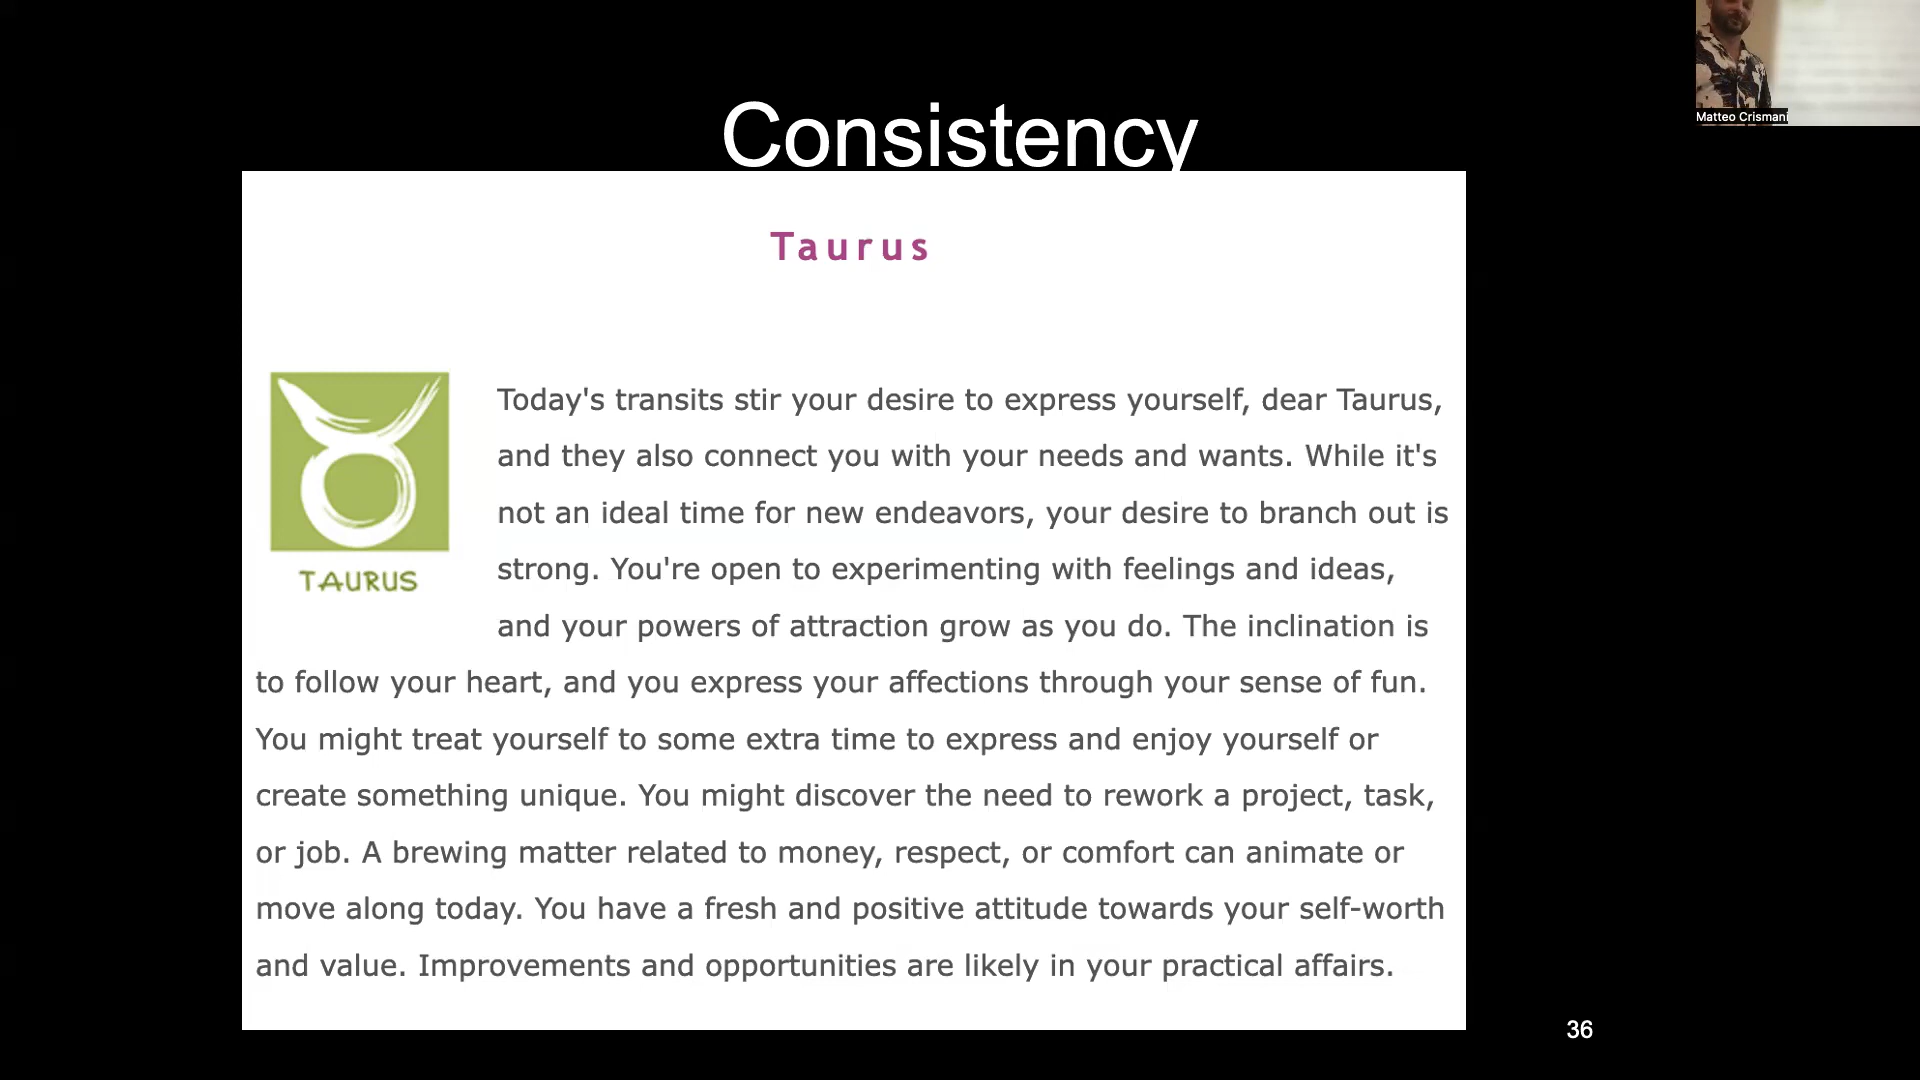 Consistency
Matteo Crismani
Taurus
Today's transits stir your desire to express yourself, dear Taurus,
and they also connect you with your needs and wants. While it's
not an ideal time for new endeavors, your desire to branch out is
strong. You're open to experimenting with feelings and ideas,
and your powers of attraction grow as you do. The inclination is
TAURUS
to follow your heart, and you express your affections through your sense of fun.
You might treat yourself to some extra time to express and enjoy yourself or
create something unique. You might discover the need to rework a project, task,
or job. A brewing matter related to money, respect, or comfort can animate or
move along today. You have a fresh and positive attitude towards your self-worth
and value. Improvements and opportunities are likely in your practical affairs.
36